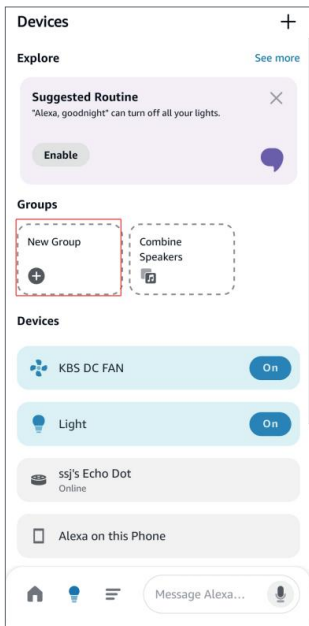 Devices
Explore
See more
Suggested Routine
"Alexa, goodnight" can turn off all your lights.
Enable
Groups
New Group
Combine
Speakers
Devices
KBS DC FAN
On
Light
On
ssj's Echo Dot
Online
Alexa on this Phone
Message Alexa...